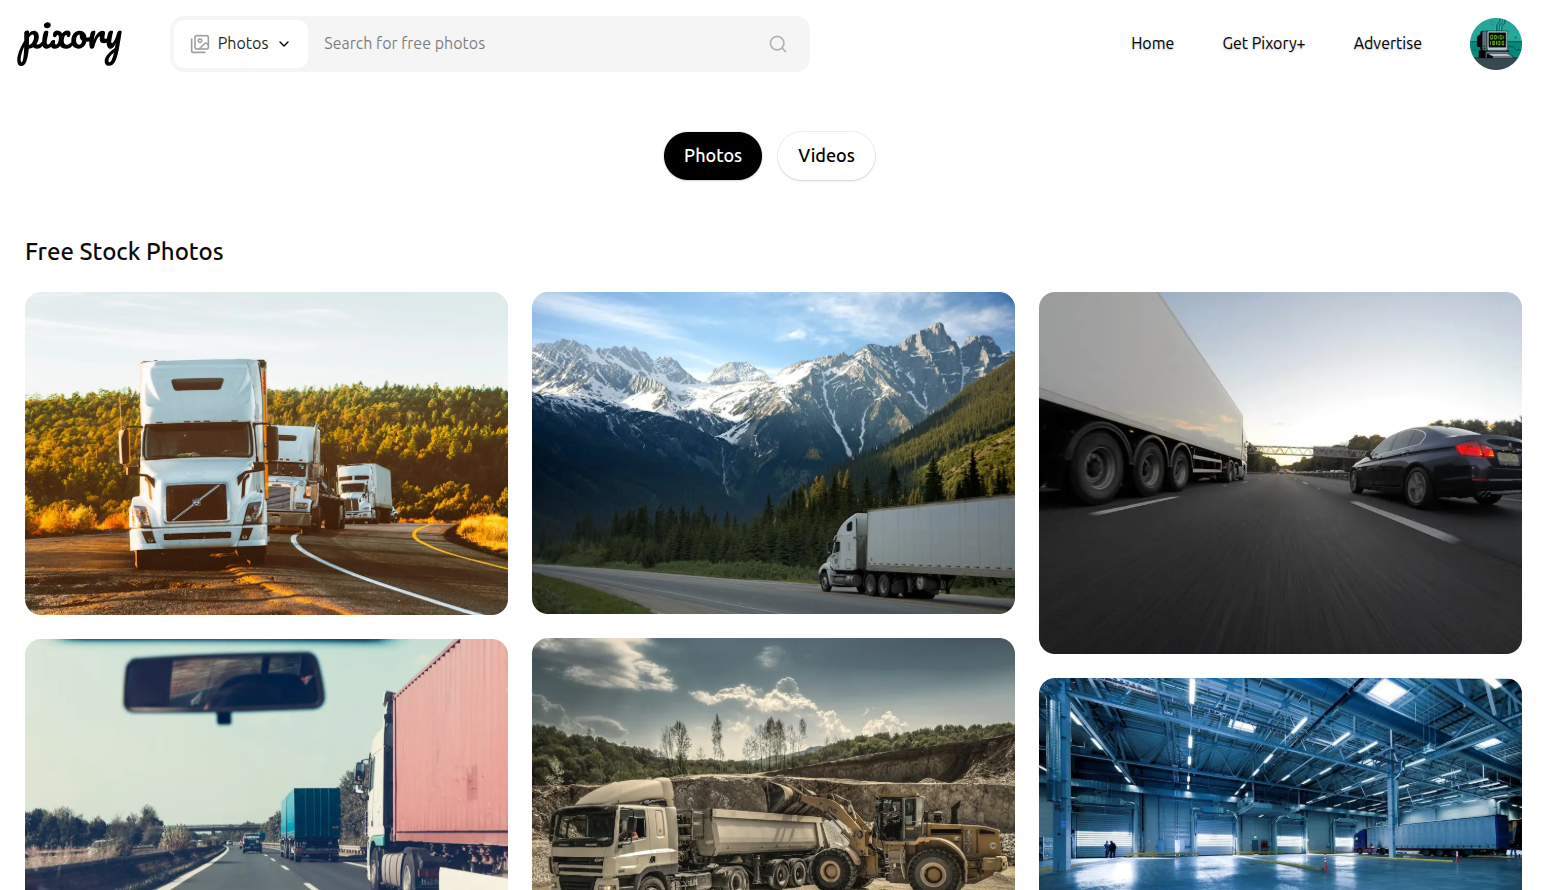 pixory
Photos
Search for free photos
Home
Get Pixory+
Advertise
Photos
Videos
Free Stock Photos